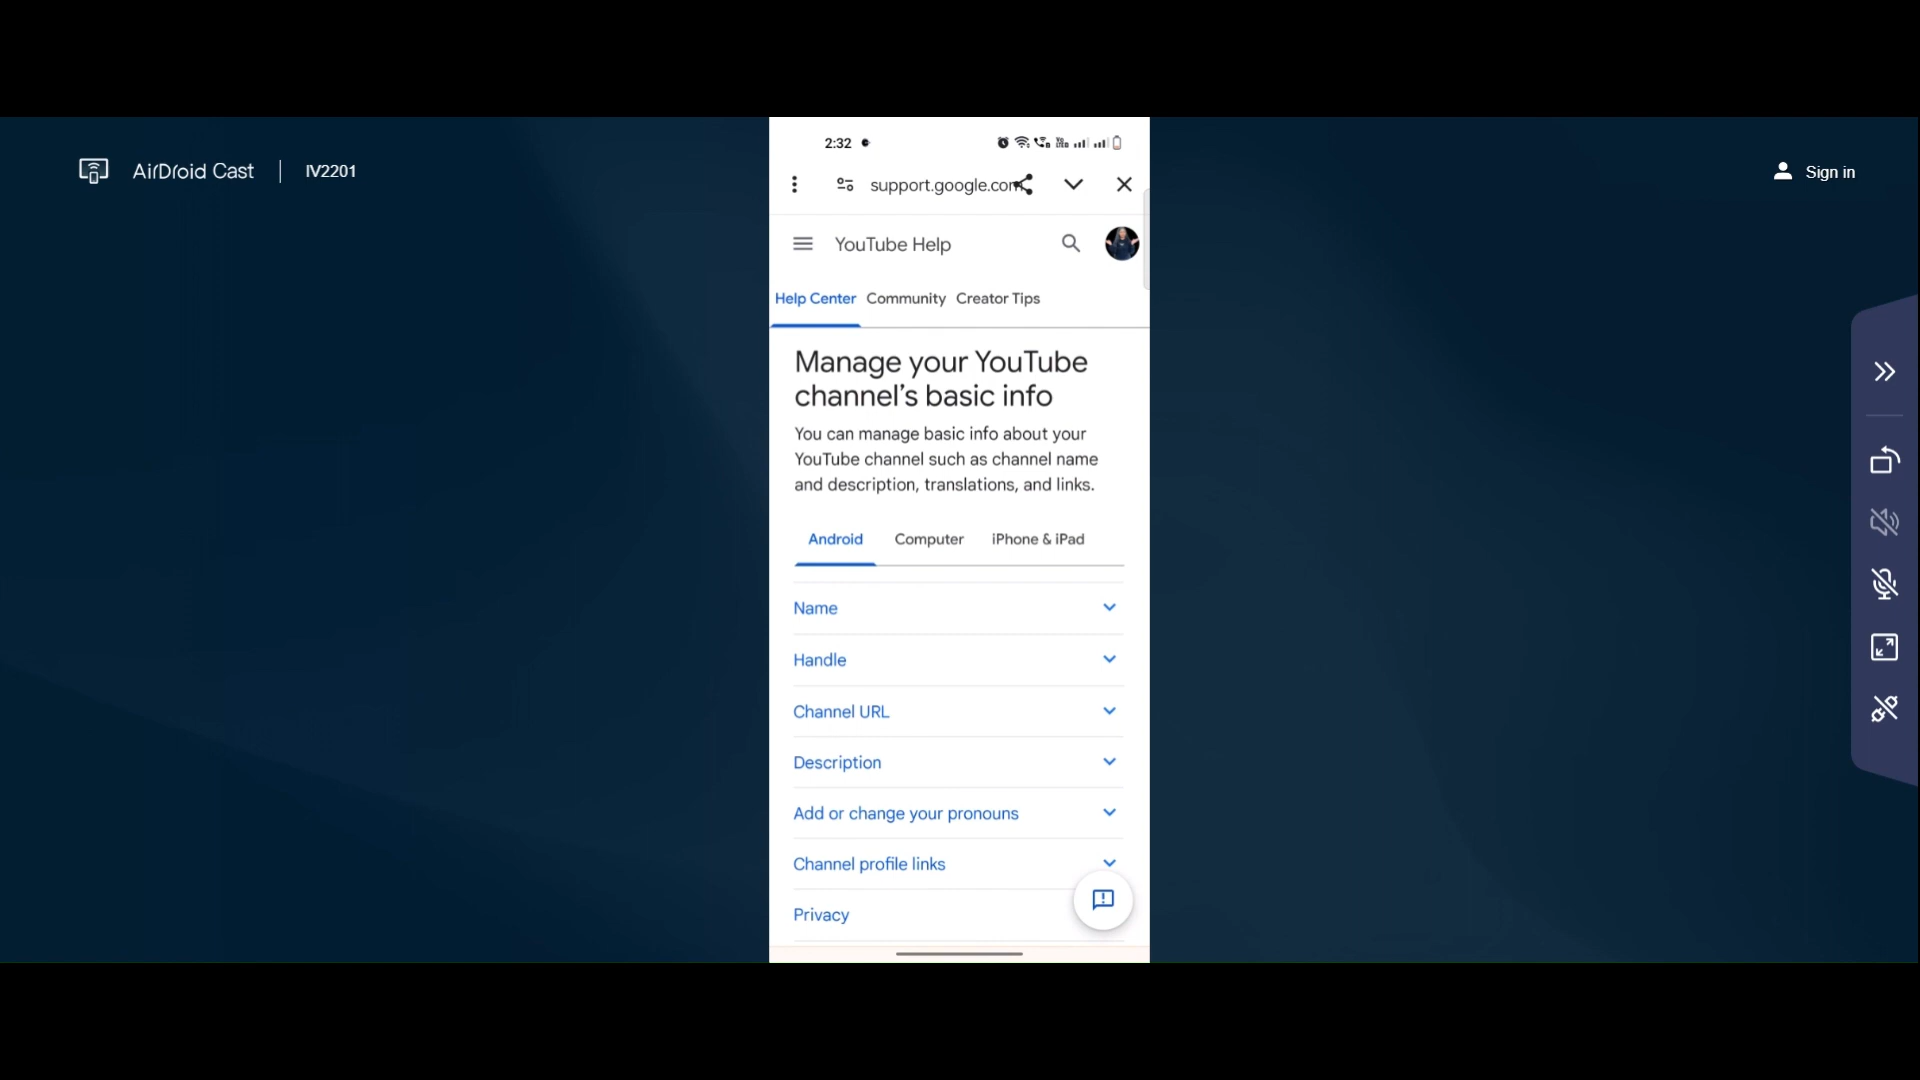 2:32
AirDroid Cast | IV2201
Sign in
support.google.com
YouTube Help
Help Center Community Creator Tips
Manage your YouTube
channel’s basic info
You can manage basic info about your
YouTube channel such as channel name
and description, translations, and links.
Android Computer iPhone & iPad
Name
Handle
Channel URL
Description
Add or change your pronouns
Channel profile links
Privacy